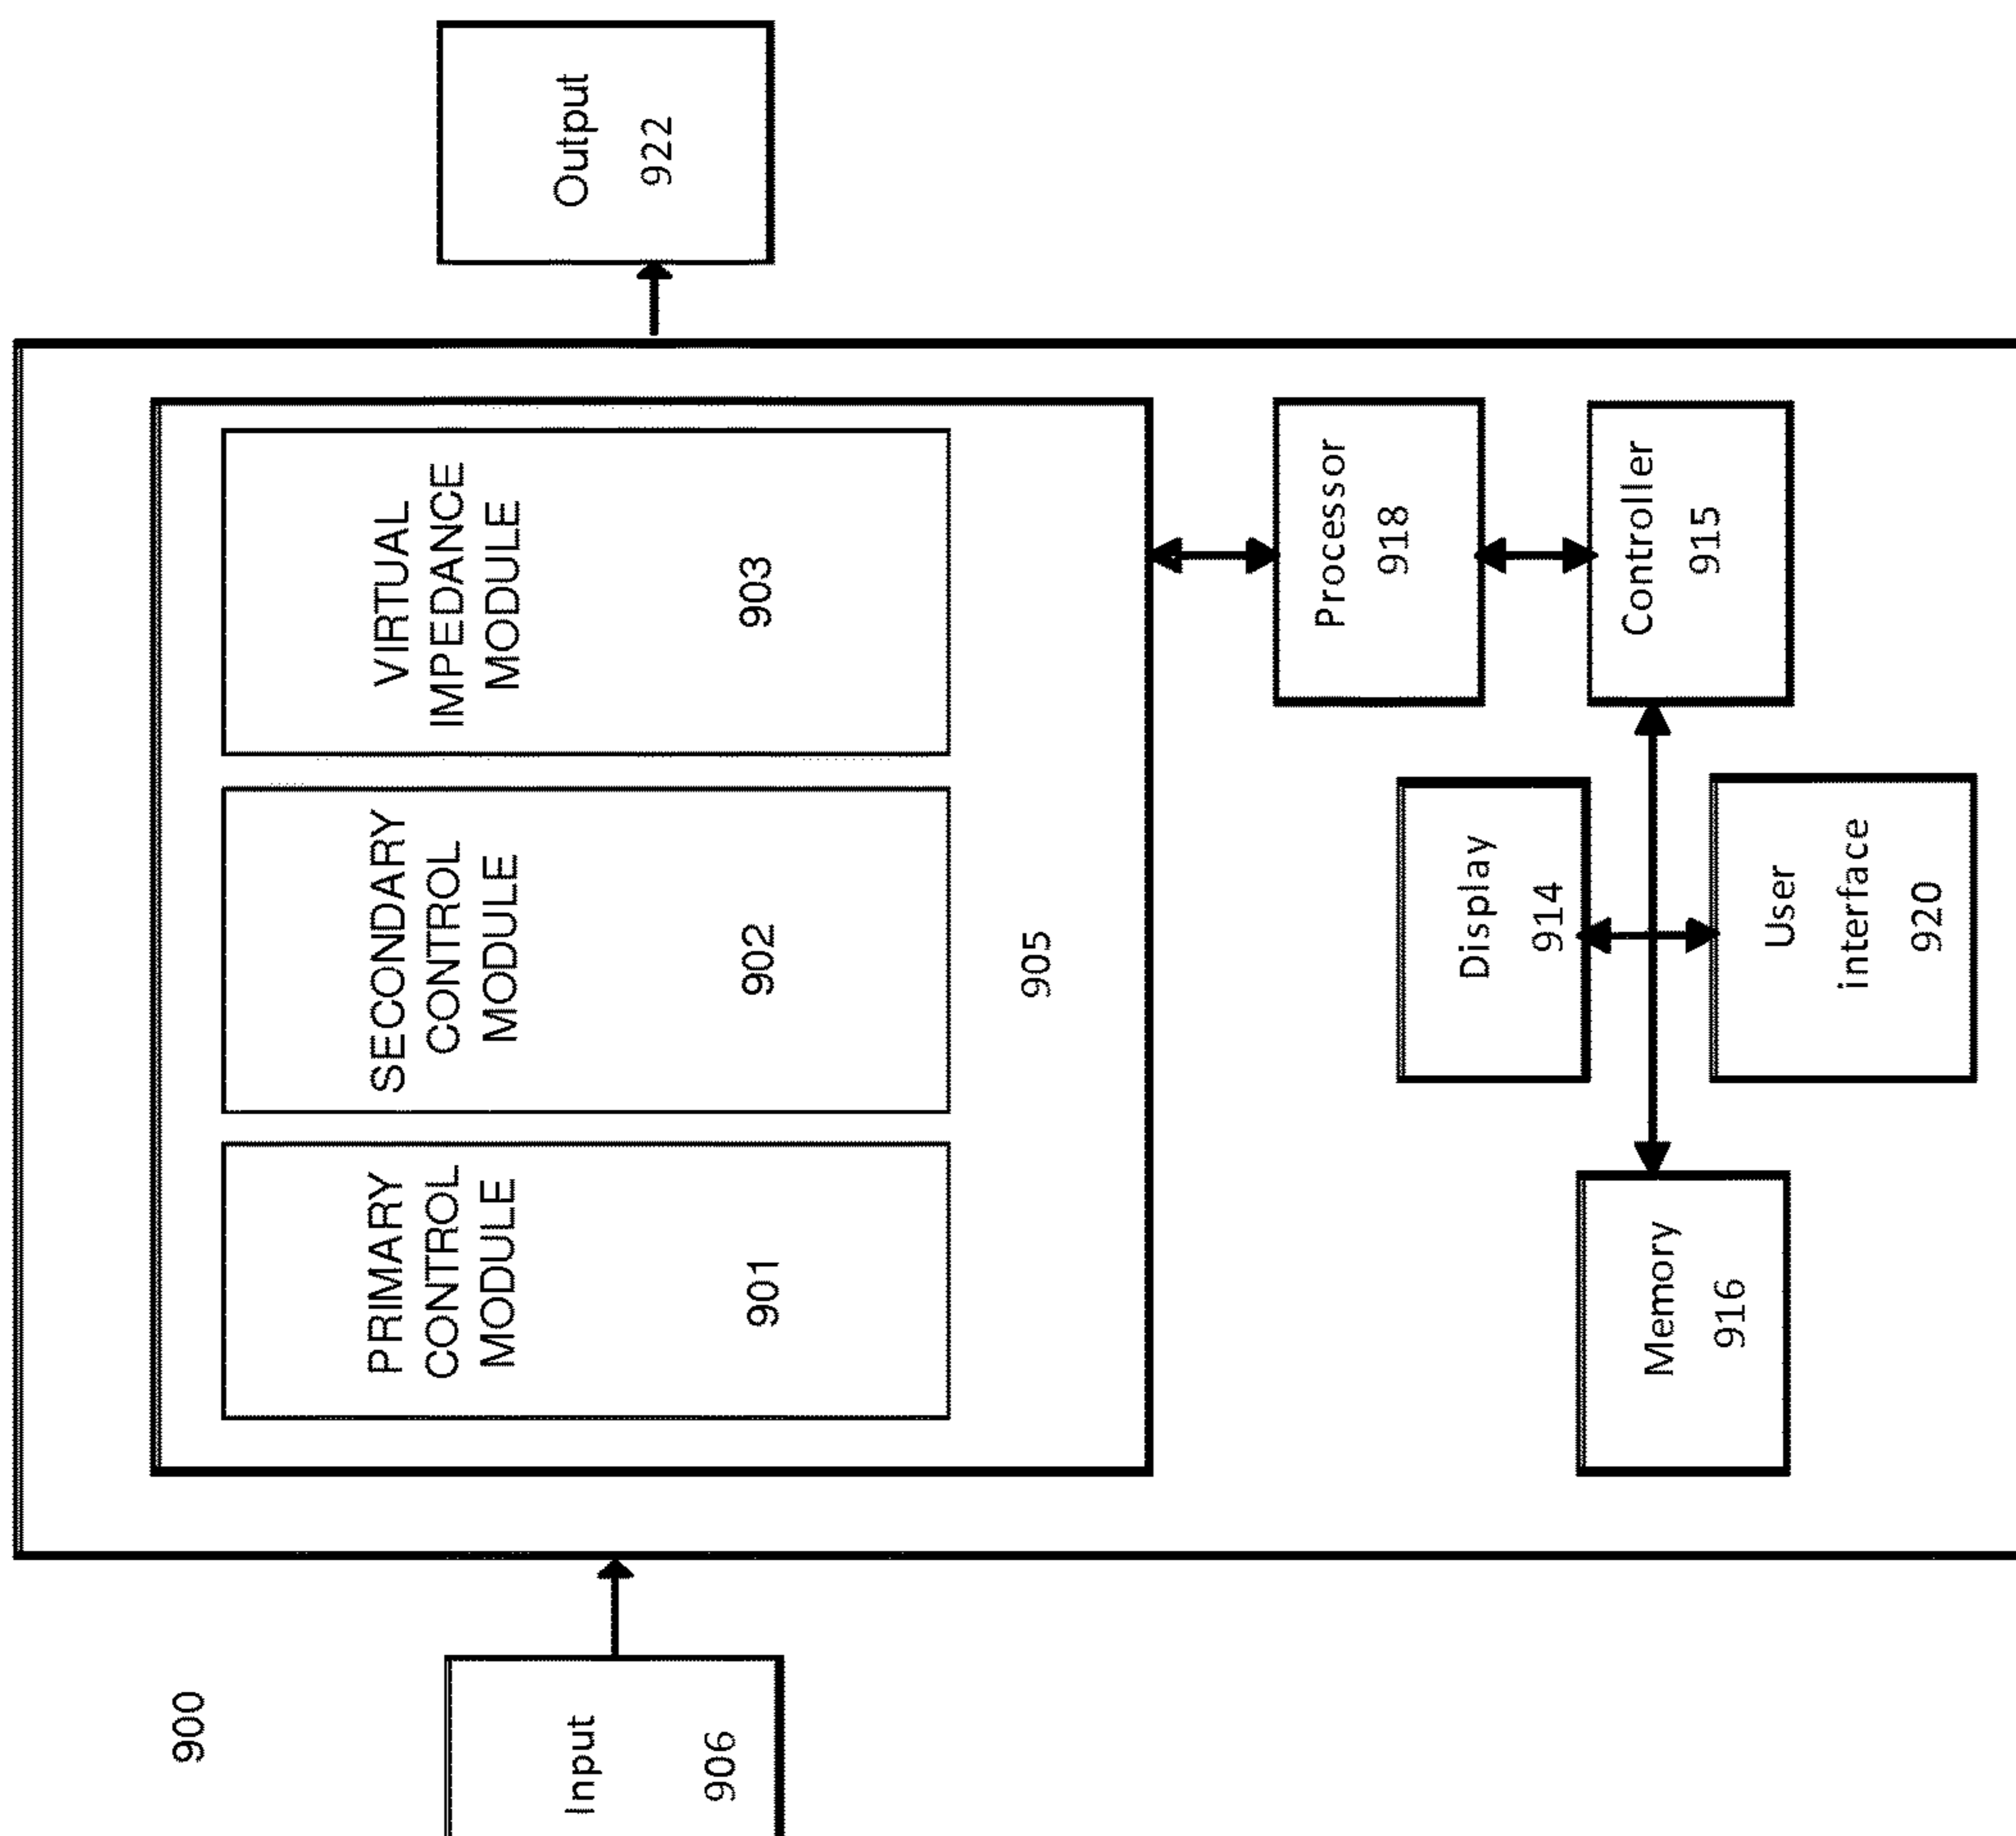 900
Input
906
PRIMARY
CONTROL
MODULE
901
SECONDARY
CONTROL
MODULE
902
VIRTUAL
IMPEDANCE
MODULE
903
905
Output
922
Processor
918
Display
914
Controller
915
Memory
916
User
interface
920